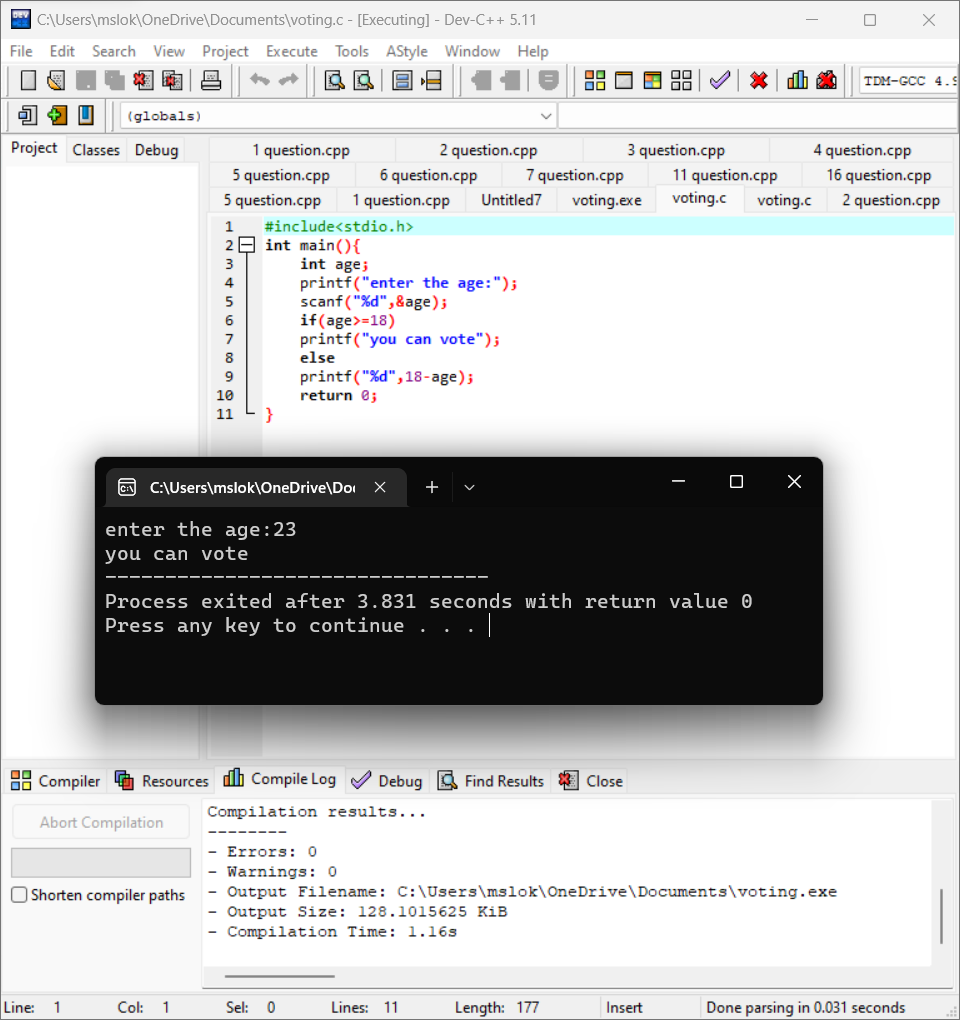 C:\Users\mslok\OneDrive\Documents\voting.c - [Executing] - Dev-C++ 5.11
File Edit Search View Project Execute Tools AStyle Window Help
TDM-GCC 4.9
(globals)
Project Classes Debug
1 question.cpp 2 question.cpp 3 question.cpp 4 question.cpp
5 question.cpp 6 question.cpp 7 question.cpp 11 question.cpp 16 question.cpp
5 question.cpp 1 question.cpp Untitled7 voting.exe voting.c voting.c 2 question.cpp
1 #include<stdio.h>
2 int main(){
3 int age;
4 printf("enter the age:");
5 scanf("%d",&age);
6 if(age>=18)
7 printf("you can vote");
8 else
9 printf("%d",18-age);
10 return 0;
11 }
C:\Users\mslok\OneDrive\Doc
enter the age:23
you can vote
--------------------------------
Process exited after 3.831 seconds with return value 0
Press any key to continue . . .
Compiler Resources Compile Log Debug Find Results Close
Abort Compilation
Shorten compiler paths
Compilation results...
--------
- Errors: 0
- Warnings: 0
- Output Filename: C:\Users\mslok\OneDrive\Documents\voting.exe
- Output Size: 128.1015625 KiB
- Compilation Time: 1.16s
Line: 1 Col: 1 Sel: 0 Lines: 11 Length: 177 Insert Done parsing in 0.031 seconds